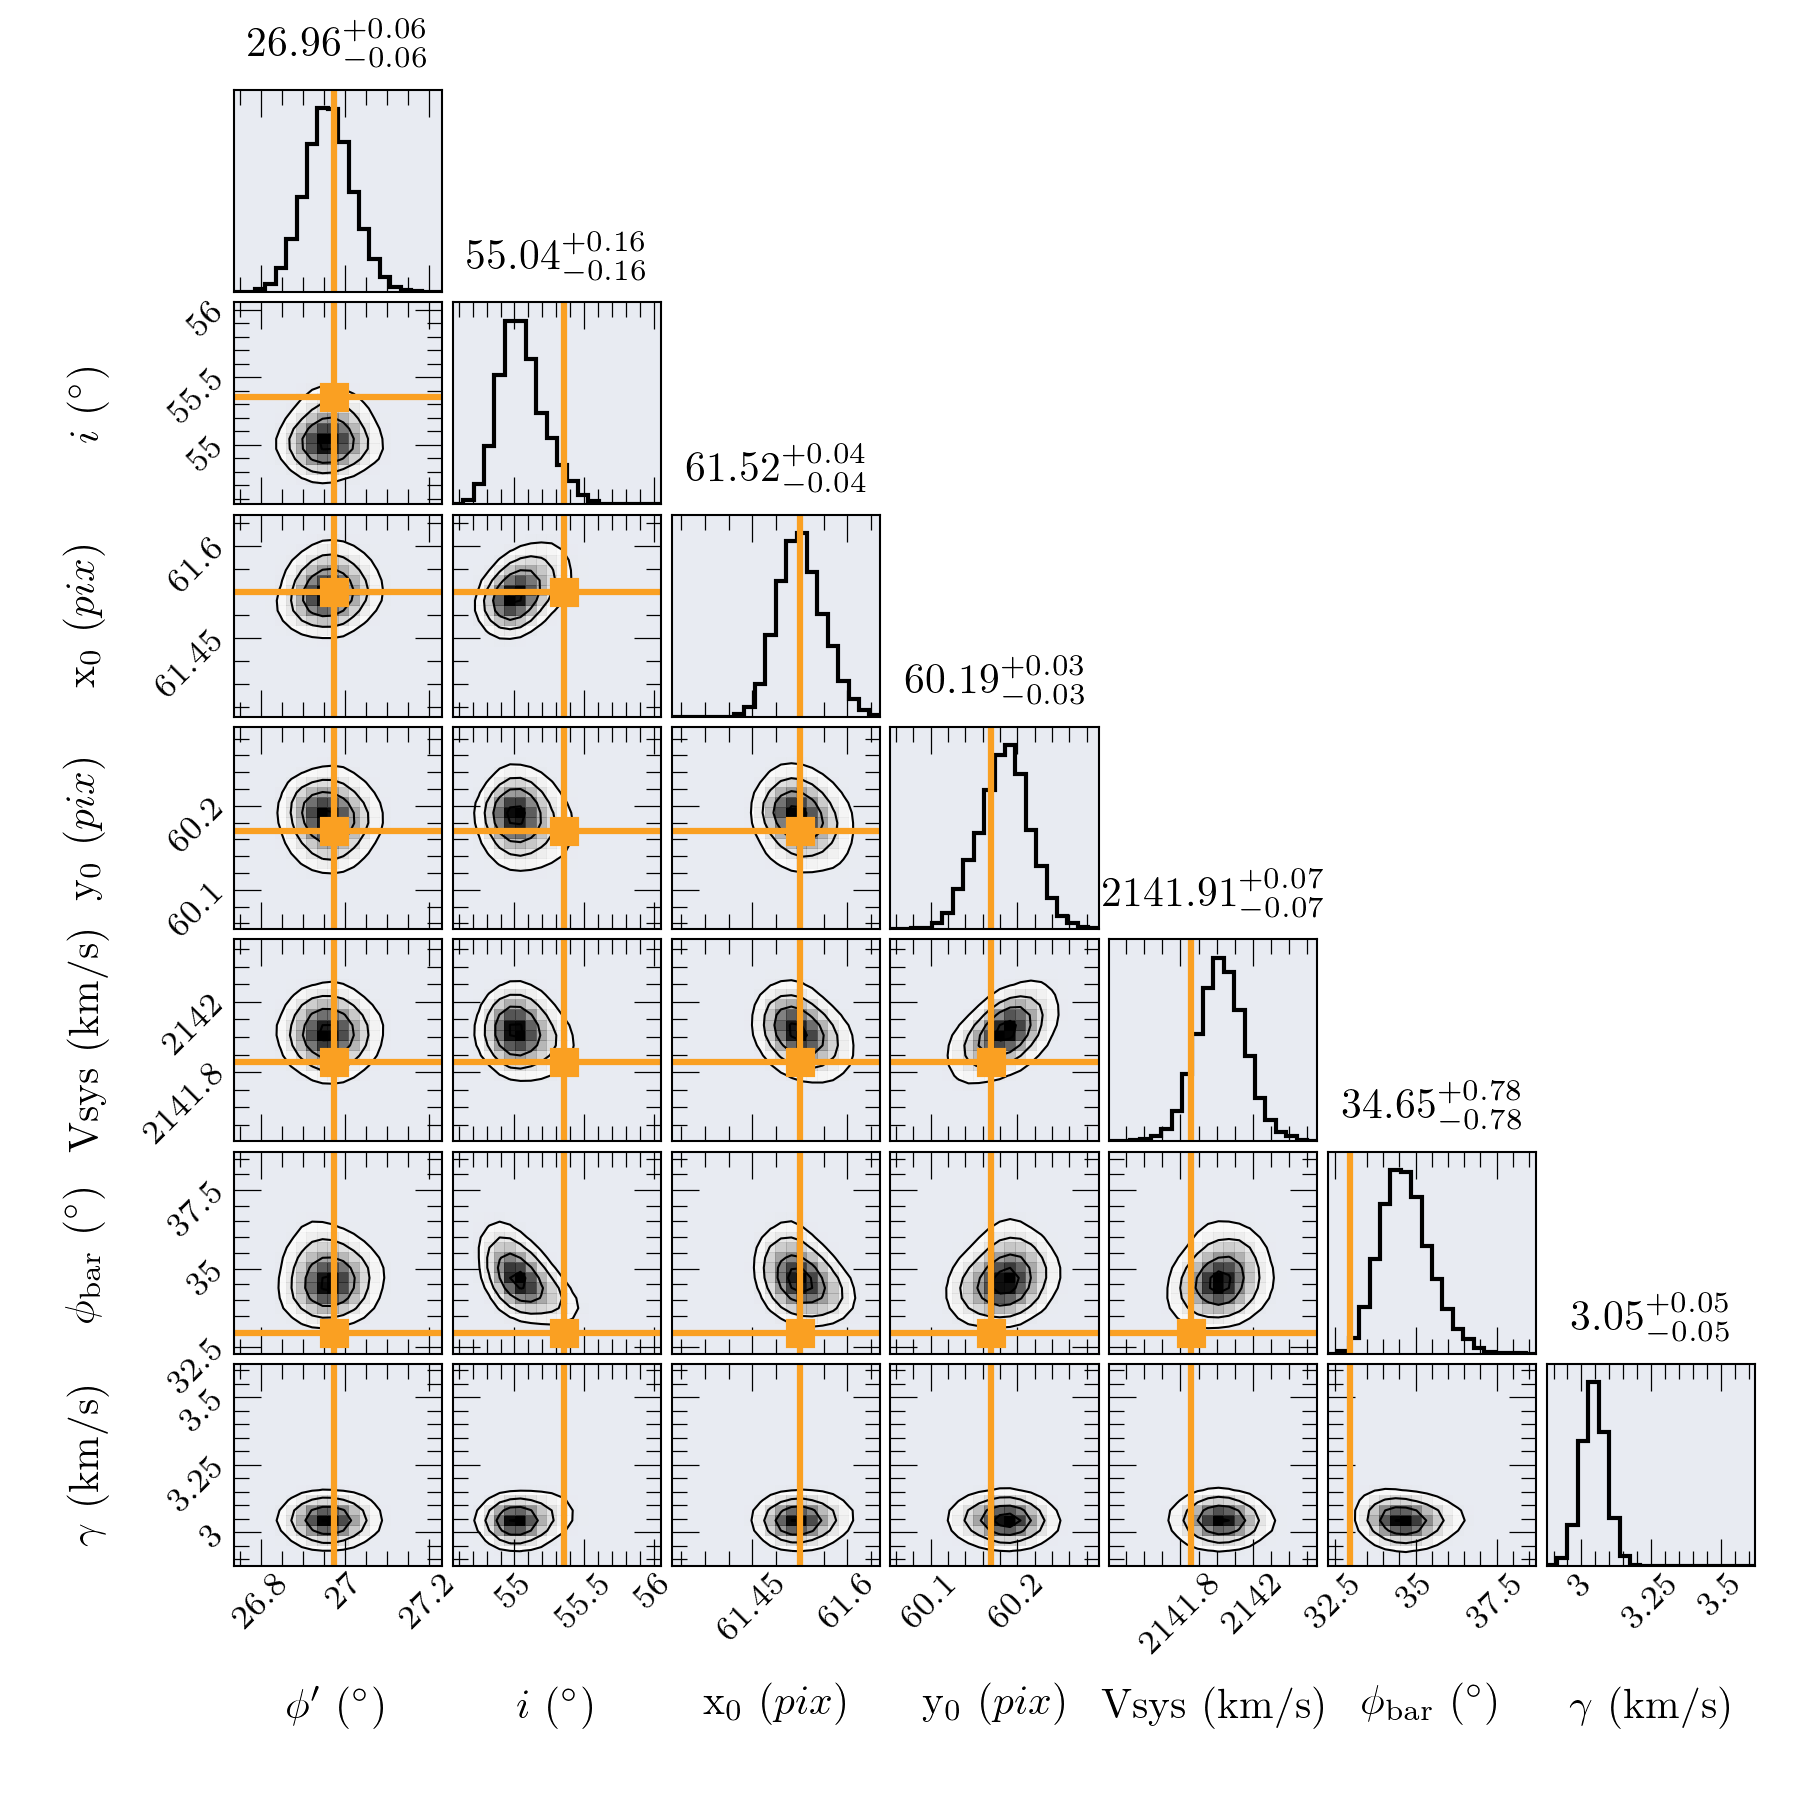 26.96+0.06−0.06
55.04+0.16−0.16
61.52+0.04−0.04
60.19+0.03−0.03
2141.91+0.07−0.07
34.65+0.78−0.78
3.05+0.05−0.05
i (°)
56
55.5
55
x0 (pix)
61.6
61.45
y0 (pix)
60.2
60.1
Vsys (km/s)
2142
2141.8
ϕbar (°)
37.5
35
32.5
γ (km/s)
3.5
3.25
3
26.8 27 27.2 55 55.5 56 61.45 61.6 60.1 60.2 2141.8 2142 32.5 35 37.5 3 3.25 3.5
ϕ′ (°) i (°) x0 (pix) y0 (pix) Vsys (km/s) ϕbar (°) γ (km/s)